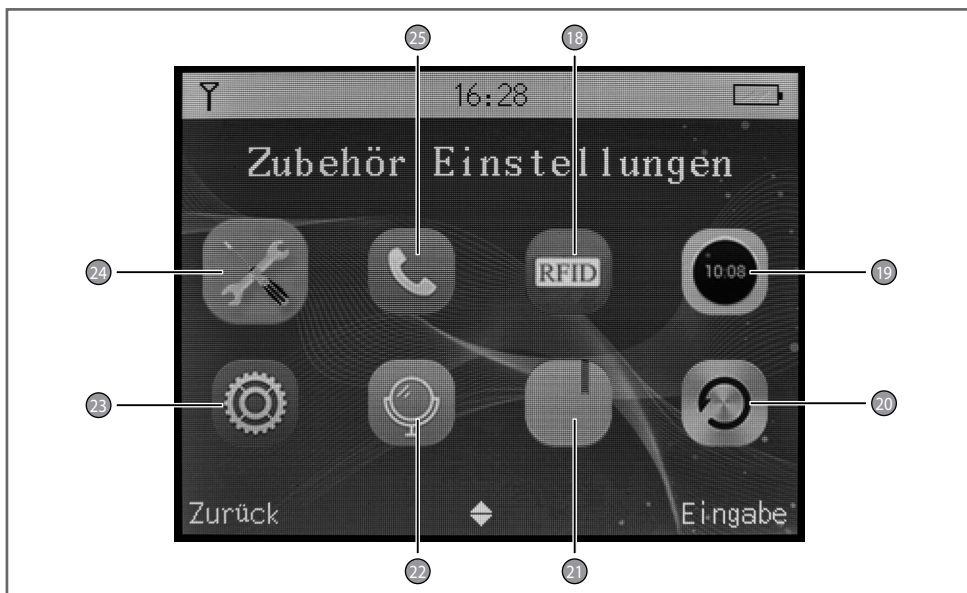 25 18
16:28
Zubehör Einstellungen
RFID
10:08
24 19
23 20
Zurück Eingabe
22 21